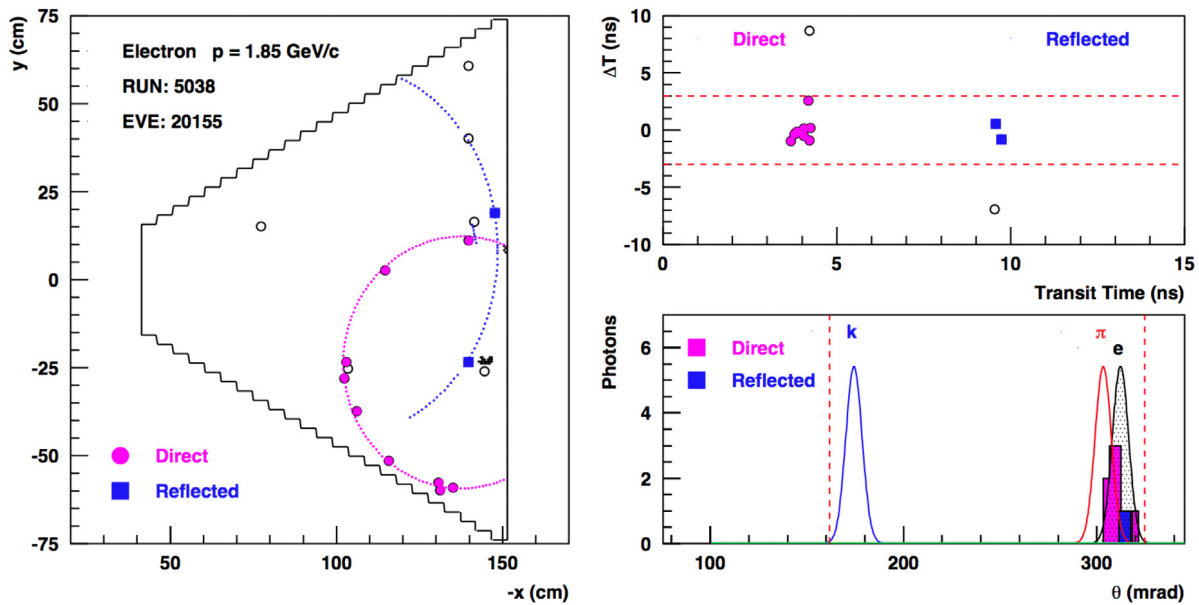 y (cm)
75
50
25
0
-25
-50
-75
Electron p = 1.85 GeV/c
RUN: 5038
EVE: 20155
Direct
Reflected
50
100
150
-x (cm)
ΔT (ns)
10
5
0
-5
-10
Direct
Reflected
0
5
10
15
Transit Time (ns)
Photons
6
4
2
0
Direct
Reflected
k
π
e
100
200
300
θ (mrad)